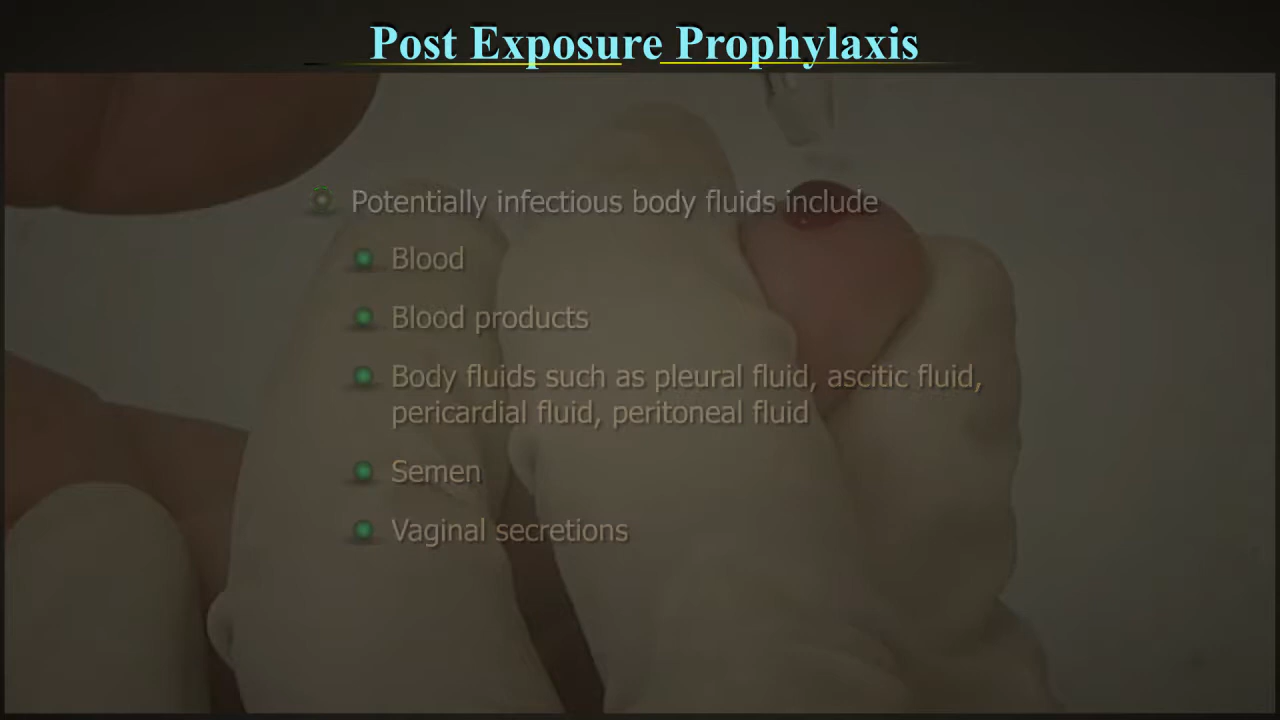 Post Exposure Prophylaxis
Potentially infectious body fluids include
Blood
Blood products
Body fluids such as pleural fluid, ascitic fluid,
pericardial fluid, peritoneal fluid
Semen
Vaginal secretions